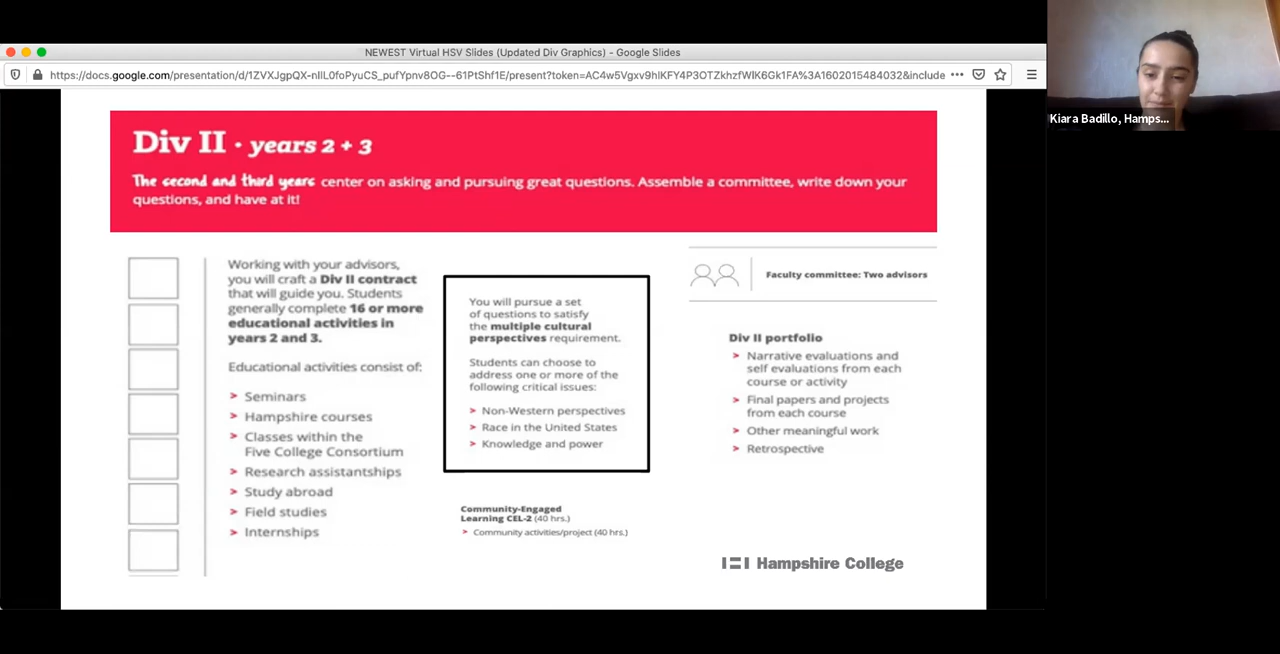 NEWEST Virtual HSV Slides (Updated Div Graphics) - Google Slides
Kiara Badillo, Hamps...
Div II · years 2 + 3
The second and third years center on asking and pursuing great questions. Assemble a committee, write down your
questions, and have at it!
Working with your advisors,
you will craft a Div II contract
that will guide you. Students
generally complete 16 or more
educational activities in
years 2 and 3.
Educational activities consist of:
> Seminars
> Hampshire courses
> Classes within the
Five College Consortium
> Research assistantships
> Study abroad
> Field studies
> Internships
You will pursue a set
of questions to satisfy
the multiple cultural
perspectives requirement.
Students can choose to
address one or more of the
following critical issues:
> Non-Western perspectives
> Race in the United States
> Knowledge and power
Community-Engaged
Learning CEL-2 (40 hrs.)
> Community activities/project (40 hrs.)
Faculty committee: Two advisors
Div II portfolio
> Narrative evaluations and
self evaluations from each
course or activity
> Final papers and projects
from each course
> Other meaningful work
> Retrospective
Hampshire College